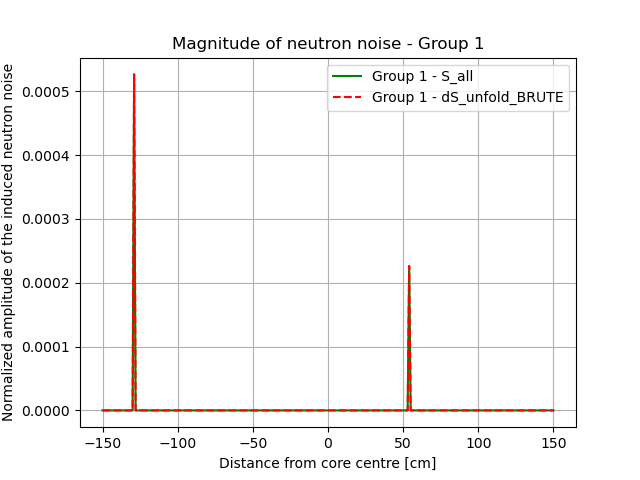 Magnitude of neutron noise - Group 1
Normalized amplitude of the induced neutron noise
0.0005
0.0004
0.0003
0.0002
0.0001
0.0000
Group 1 - S_all
Group 1 - dS_unfold_BRUTE
−150
−100
−50
0
50
100
150
Distance from core centre [cm]